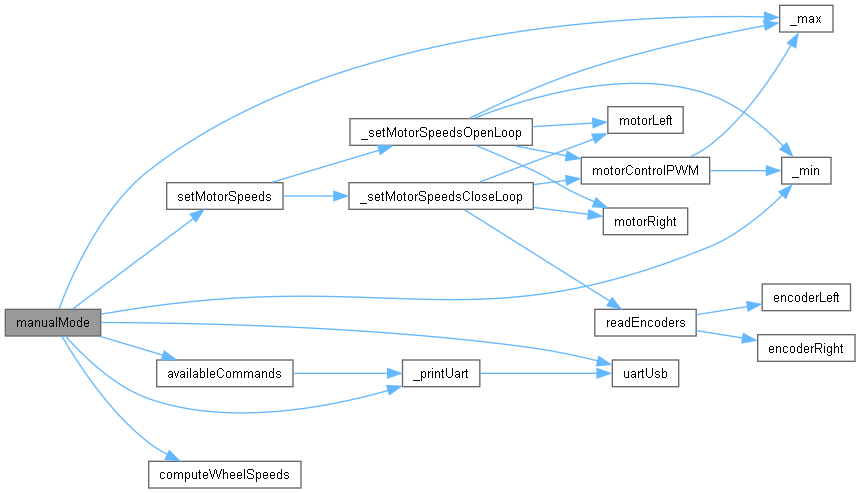 _max
motorLeft
_setMotorSpeedsOpenLoop
motorControlPWM
_min
setMotorSpeeds
_setMotorSpeedsCloseLoop
motorRight
encoderLeft
manualMode
readEncoders
encoderRight
availableCommands
_printUart
uartUsb
computeWheelSpeeds